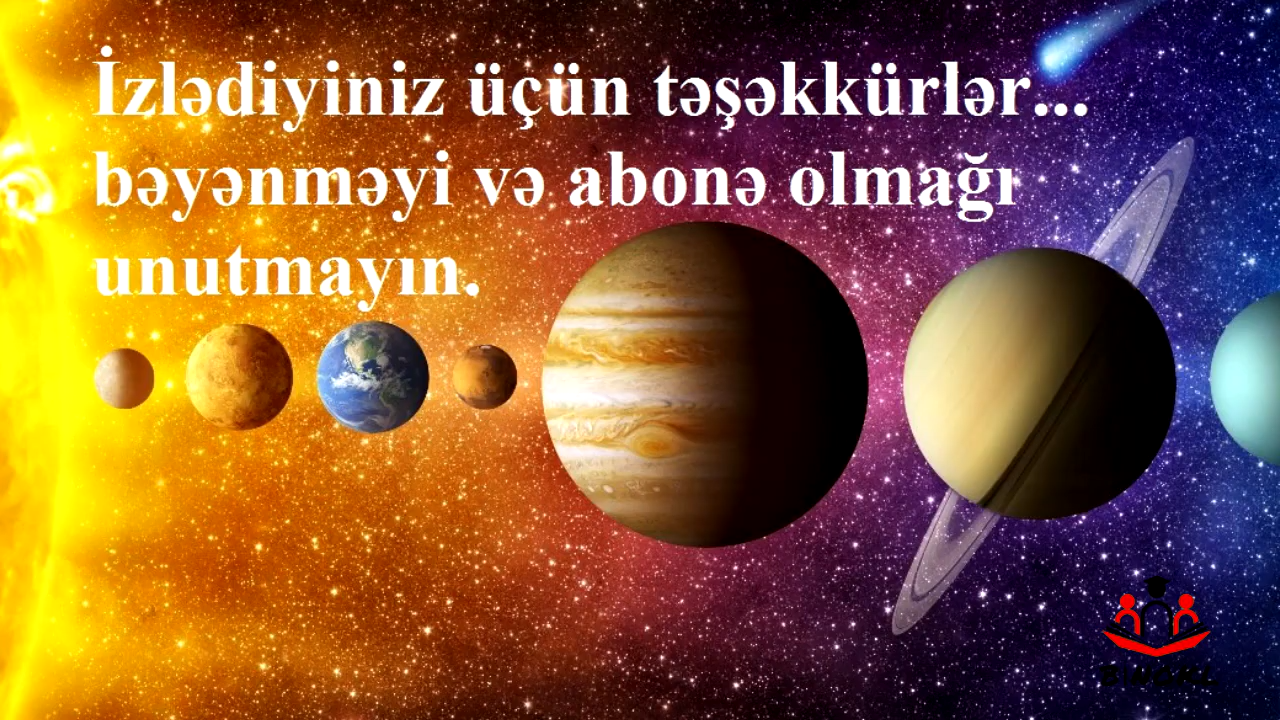 İzlədiyiniz üçün təşəkkürlər...
bəyənməyi və abonə olmağı
unutmayın.